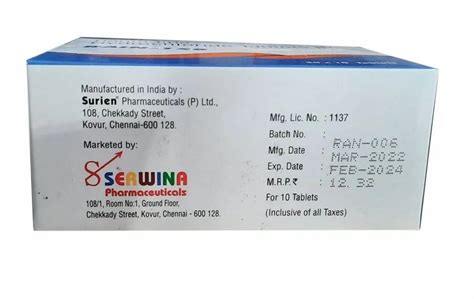 Manufactured in India by :
Surien® Pharmaceuticals (P) Ltd.,
108, Chekkady Street,
Kovur, Chennai-600 128.
Marketed by:
SERWINA
Pharmaceuticals
108/1, Room No:1, Ground Floor,
Chekkady Street, Kovur, Chennai - 600 128.
Mfg. Lic. No. : 1137
Batch No. : RAN-006
Mfg. Date : MAR-2022
Exp. Date : FEB-2024
M.R.P.₹ : 12.32
For 10 Tablets
(Inclusive of all Taxes)